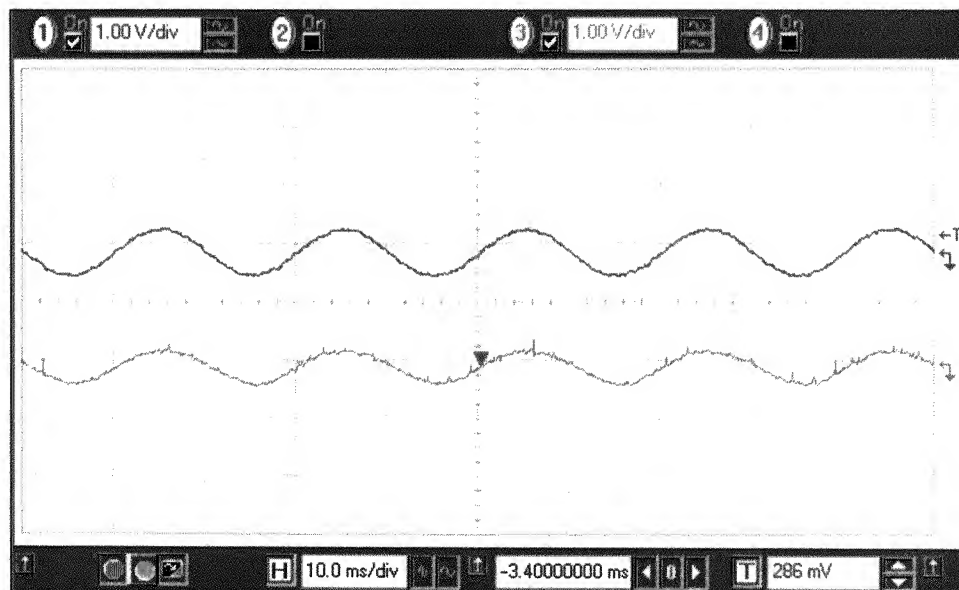 1 On 1.00 V/div 2 On 3 On 1.00 V/div 4 On
T
H 10.0 ms/div -3.40000000 ms 0 T 286 mV